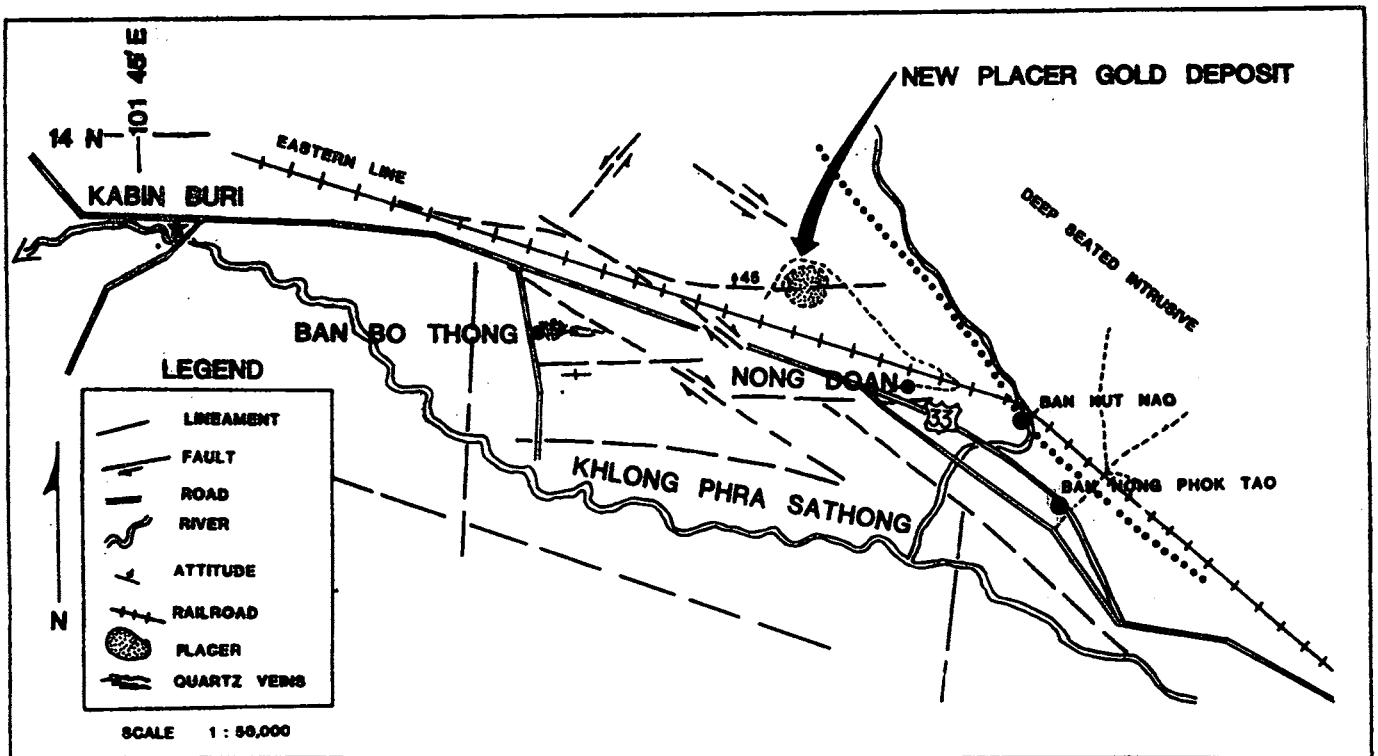 NEW PLACER GOLD DEPOSIT
101 45' E
14 N
EASTERN LINE
KABIN BURI
DEEP SEATED INTRUSIVE
45
BAN BO THONG
NONG DOAN
33
BAN NUT NAO
BAN NONG PHOK TAO
KHLONG PHRA SATHONG
LEGEND
LINEAMENT
FAULT
ROAD
RIVER
ATTITUDE
RAILROAD
PLACER
QUARTZ VEINS
N
SCALE 1 : 50,000